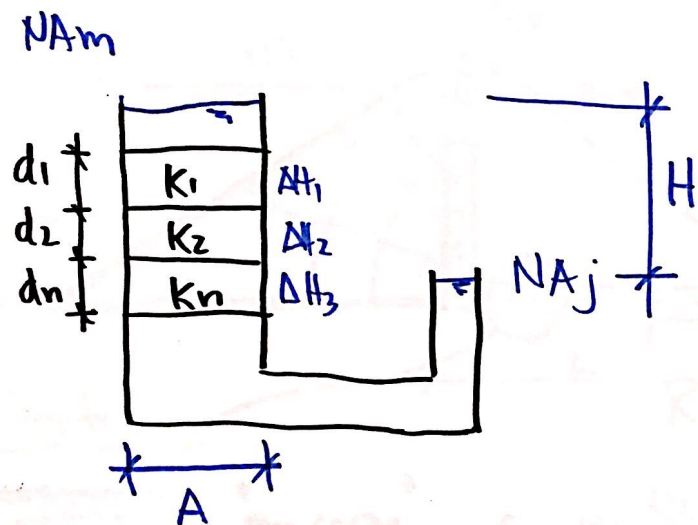 NAm
d1 K1 ΔH1
H
d2 K2 ΔH2
dn Kn ΔH3
NAj
A